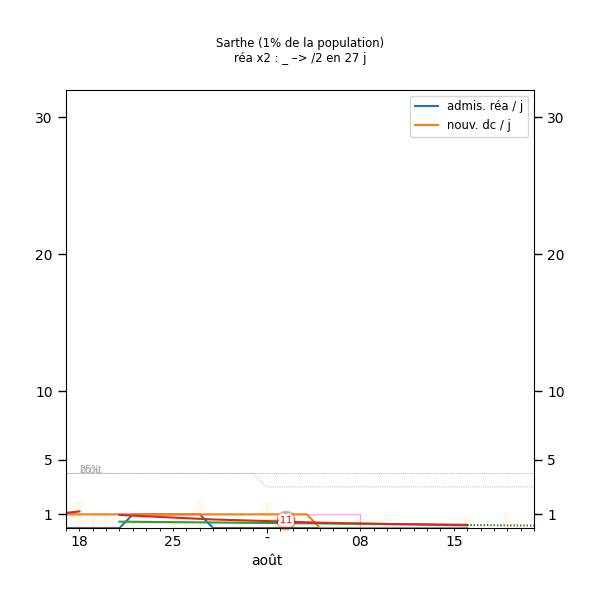 Sarthe (1% de la population)
réa x2 : _ –> /2 en 27 j
admis. réa / j
nouv. dc / j
30 30
20 20
10 10
5 5
25%
11
1 1
18 25 - 08 15
août